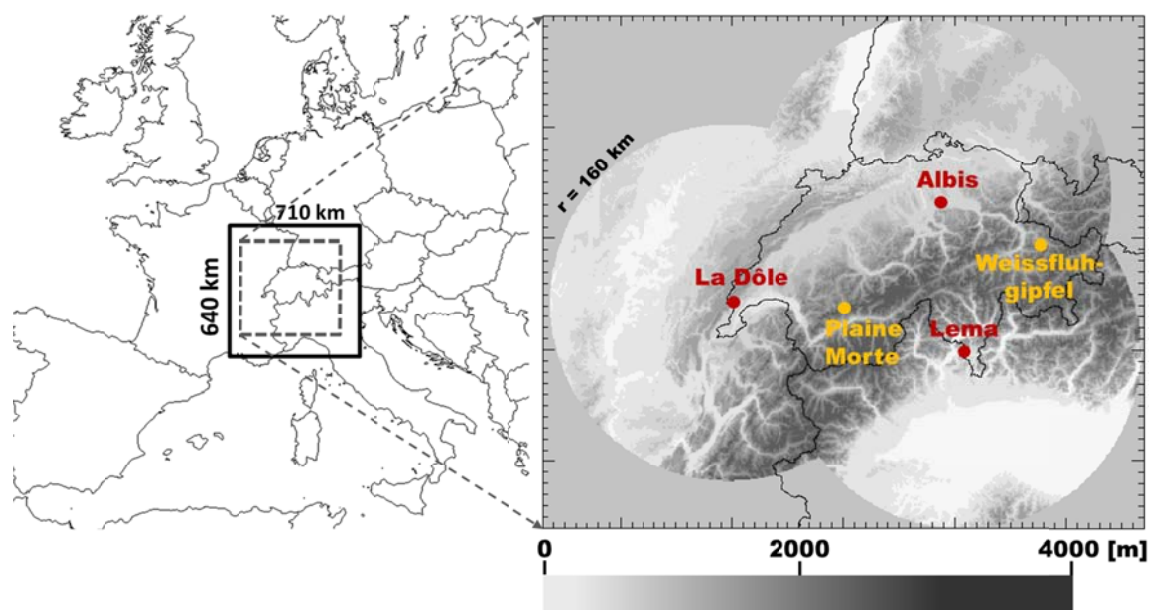 710 km
640 km
r = 160 km
Albis
Weissfluh-
gipfel
La Dôle
Plaine
Morte
Lema
0
2000
4000 [m]